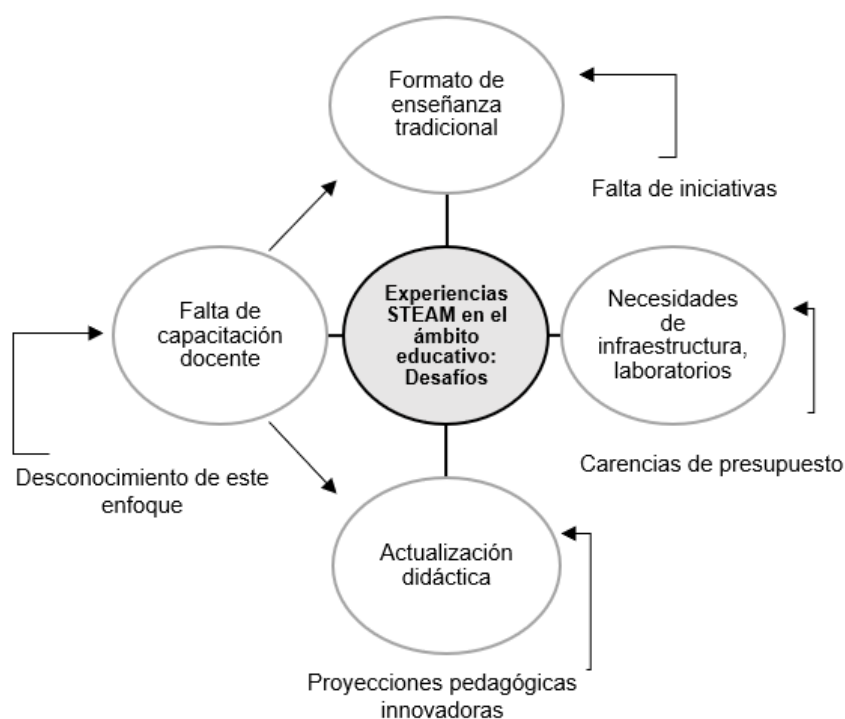 Formato de
enseñanza
tradicional
Falta de iniciativas
Falta de
capacitación
docente
Experiencias
STEAM en el
ámbito
educativo:
Desafíos
Necesidades
de
infraestructura,
laboratorios
Desconocimiento de este
enfoque
Carencias de presupuesto
Actualización
didáctica
Proyecciones pedagógicas
innovadoras